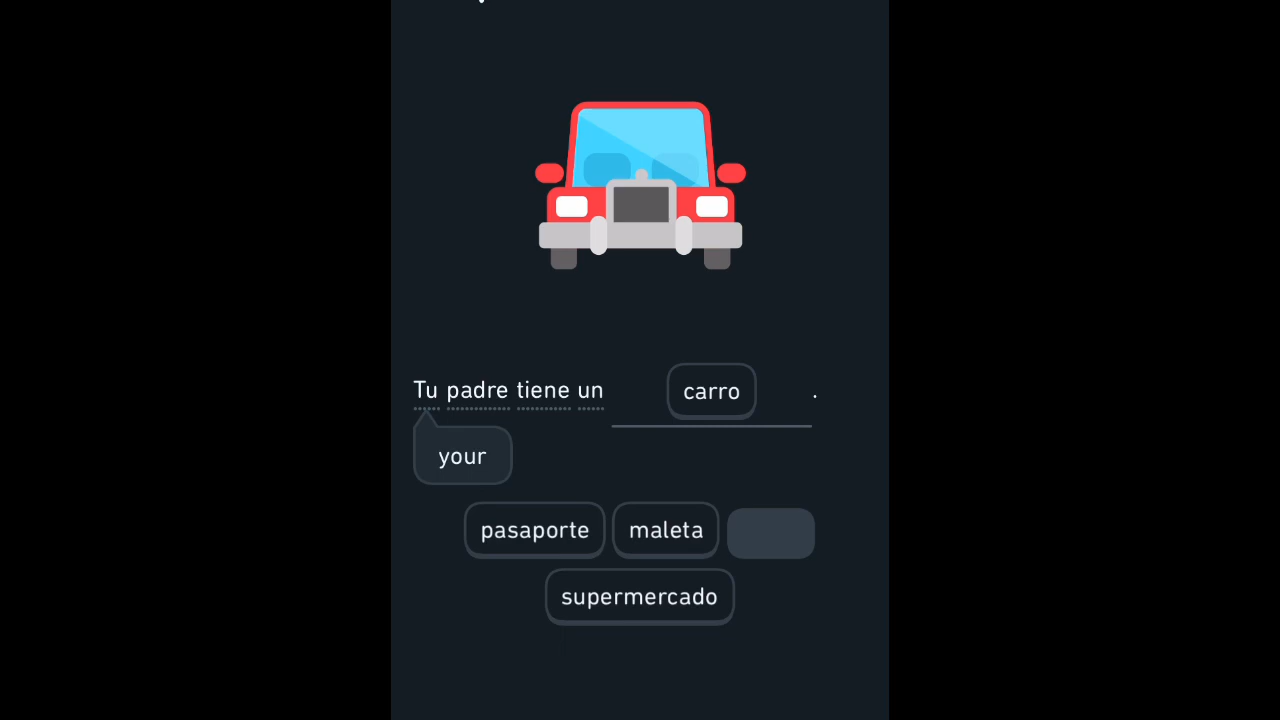 Tu padre tiene un carro .
your
pasaporte maleta
supermercado